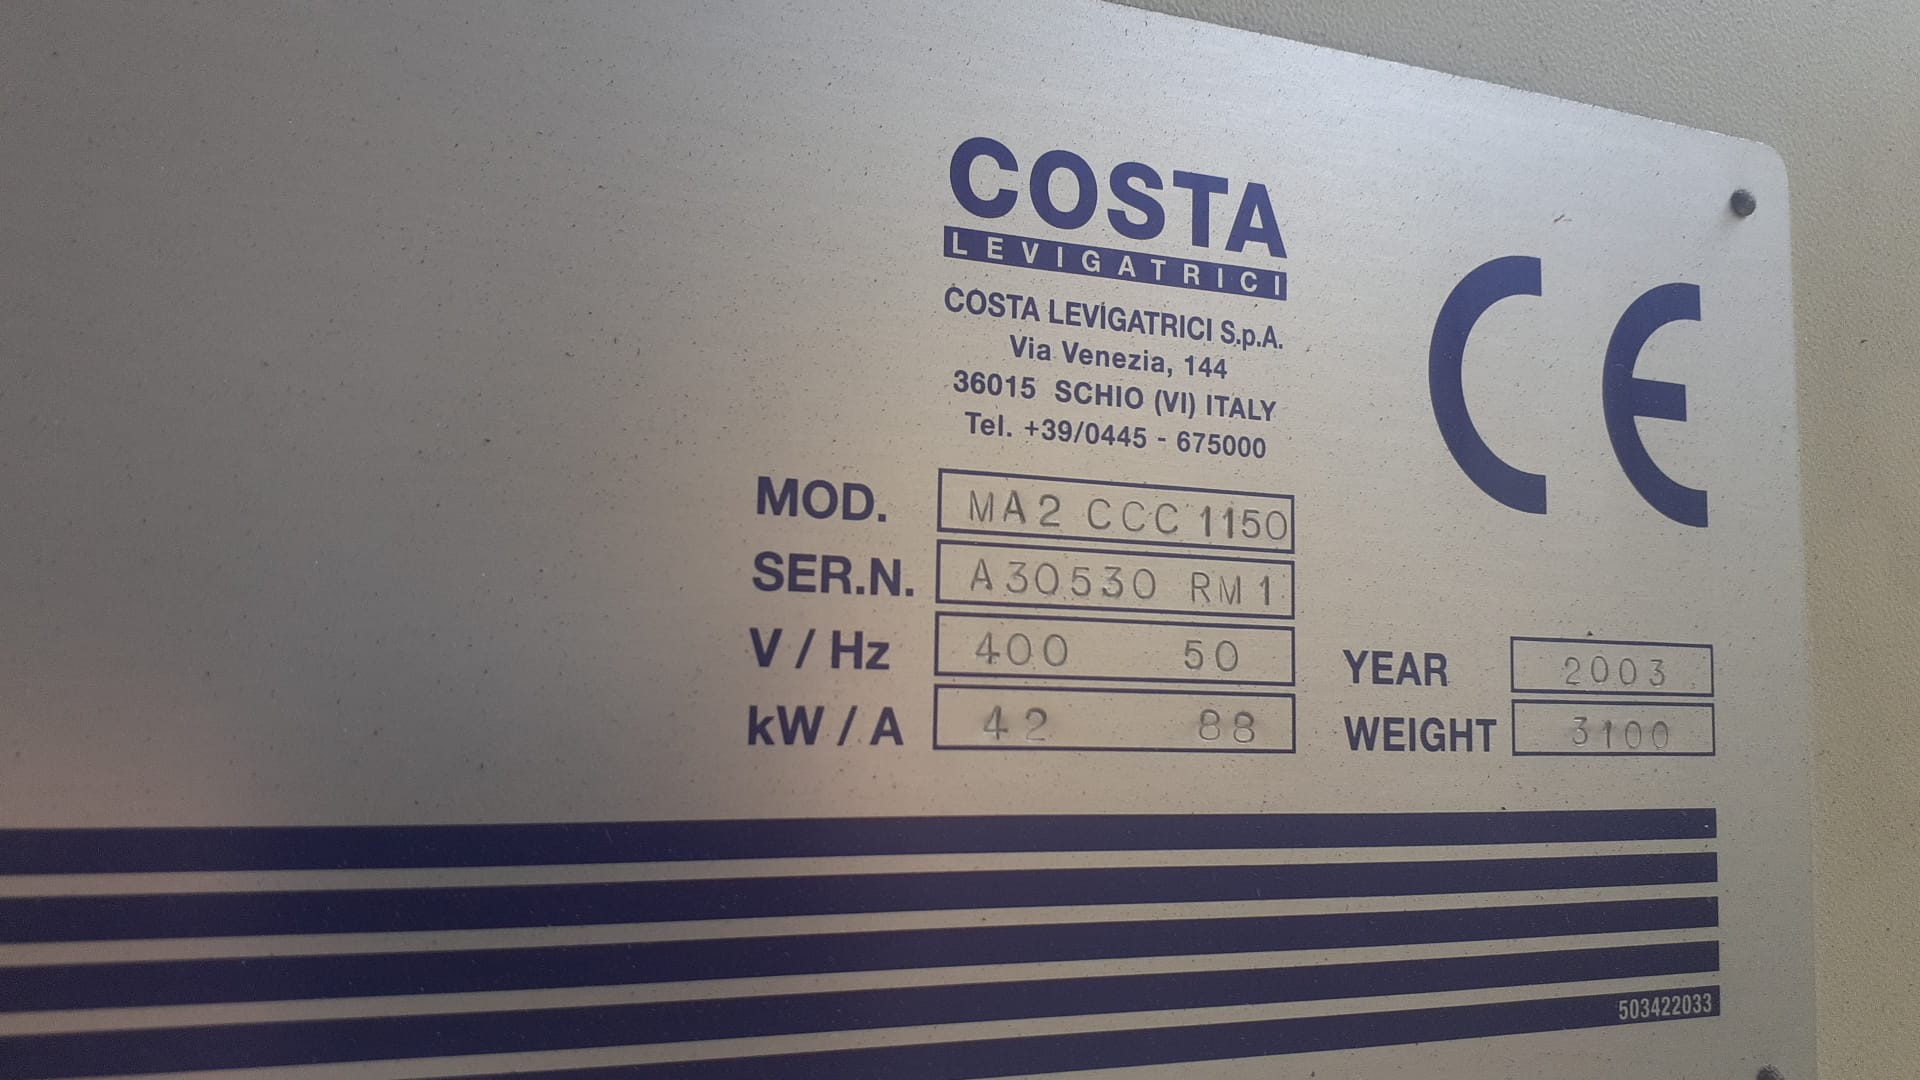 COSTA
LEVIGATRICI
COSTA LEVIGATRICI S.p.A.
Via Venezia, 144
36015 SCHIO (VI) ITALY
Tel. +39/0445 - 675000
CE
MOD. MA2 CCC 1150
SER.N. A30530 RM1
V / Hz 400 50
kW / A 42 88
YEAR 2003
WEIGHT 3100
503422033